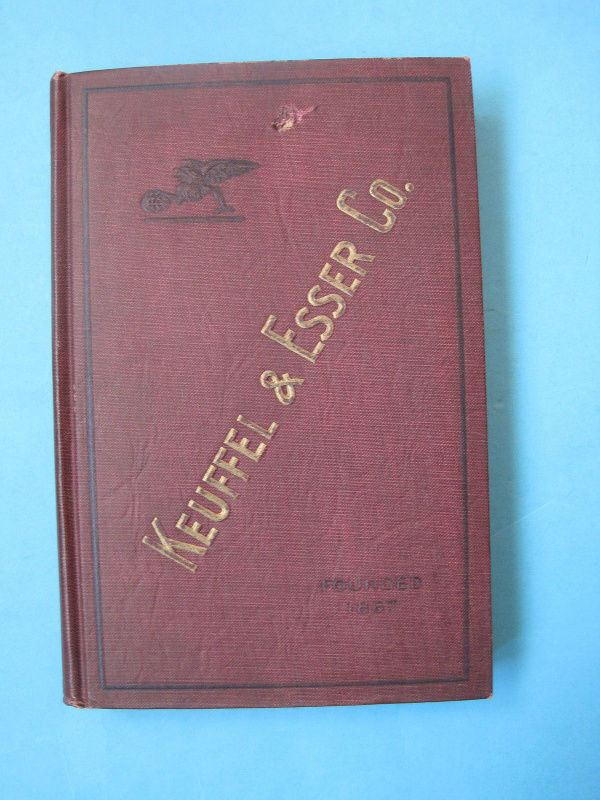 KEUFFEL & ESSER CO.
FOUNDED
1867